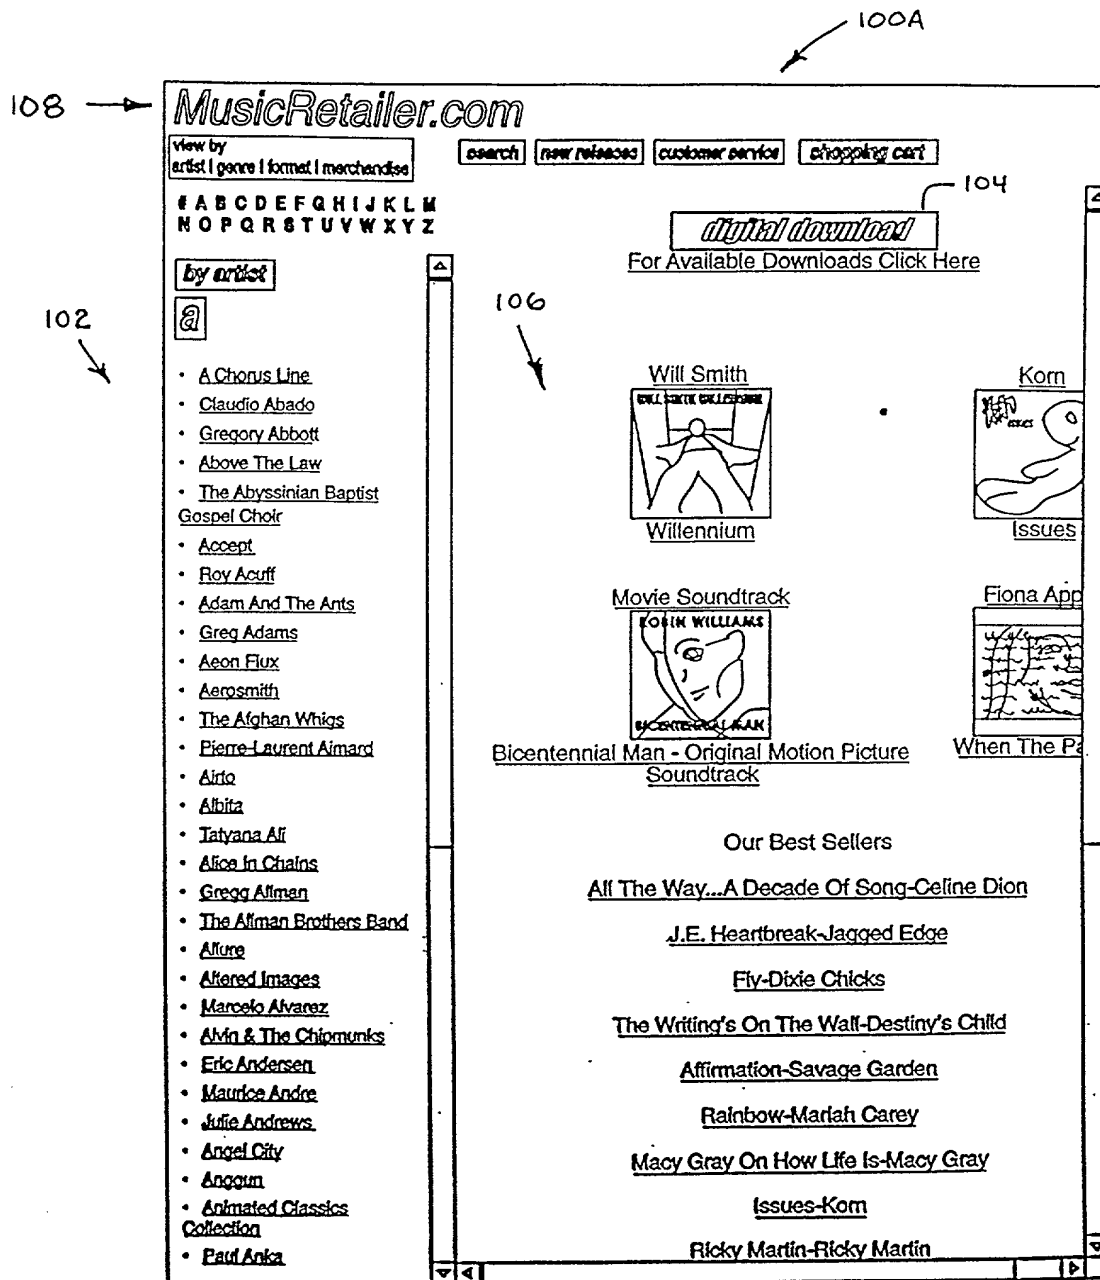 100A
108
MusicRetailer.com
view by
artist | genre | format | merchandise
search
new releases
customer service
shopping cart
# A B C D E F G H I J K L M
N O P Q R S T U V W X Y Z
104
digital download
For Available Downloads Click Here
by artist
a
102
106
• A Chorus Line
• Claudio Abado
• Gregory Abbott
• Above The Law
• The Abyssinian Baptist
Gospel Choir
• Accept
• Roy Acuff
• Adam And The Ants
• Greg Adams
• Aeon Flux
• Aerosmith
• The Afghan Whigs
• Pierre-Laurent Aimard
• Airto
• Albita
• Tatyana Ali
• Alice In Chains
• Gregg Allman
• The Allman Brothers Band
• Allure
• Altered Images
• Marcelo Alvarez
• Alvin & The Chipmunks
• Eric Andersen
• Maurice Andre
• Julie Andrews
• Angel City
• Anggun
• Animated Classics
Collection
• Paul Anka
Will Smith
WILL SMITH WILLENNIUM
Willennium
Korn
ISSUES
Issues
Movie Soundtrack
ROBIN WILLIAMS
BICENTENNIAL MAN
Bicentennial Man - Original Motion Picture
Soundtrack
Fiona App
When The Pa
Our Best Sellers
All The Way...A Decade Of Song-Celine Dion
J.E. Heartbreak-Jagged Edge
Fly-Dixie Chicks
The Writing's On The Wall-Destiny's Child
Affirmation-Savage Garden
Rainbow-Mariah Carey
Macy Gray On How Life Is-Macy Gray
Issues-Korn
Ricky Martin-Ricky Martin